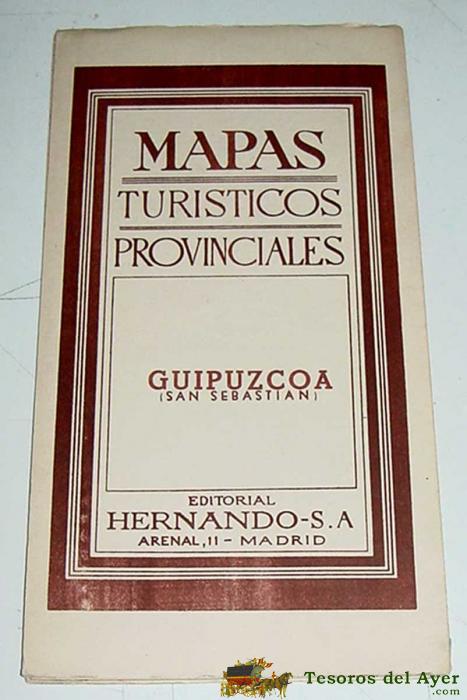 MAPAS
TURISTICOS
PROVINCIALES
GUIPUZCOA
(SAN SEBASTIAN)
EDITORIAL
HERNANDO-S.A
ARENAL, 11 - MADRID
Tesoros del Ayer
.com